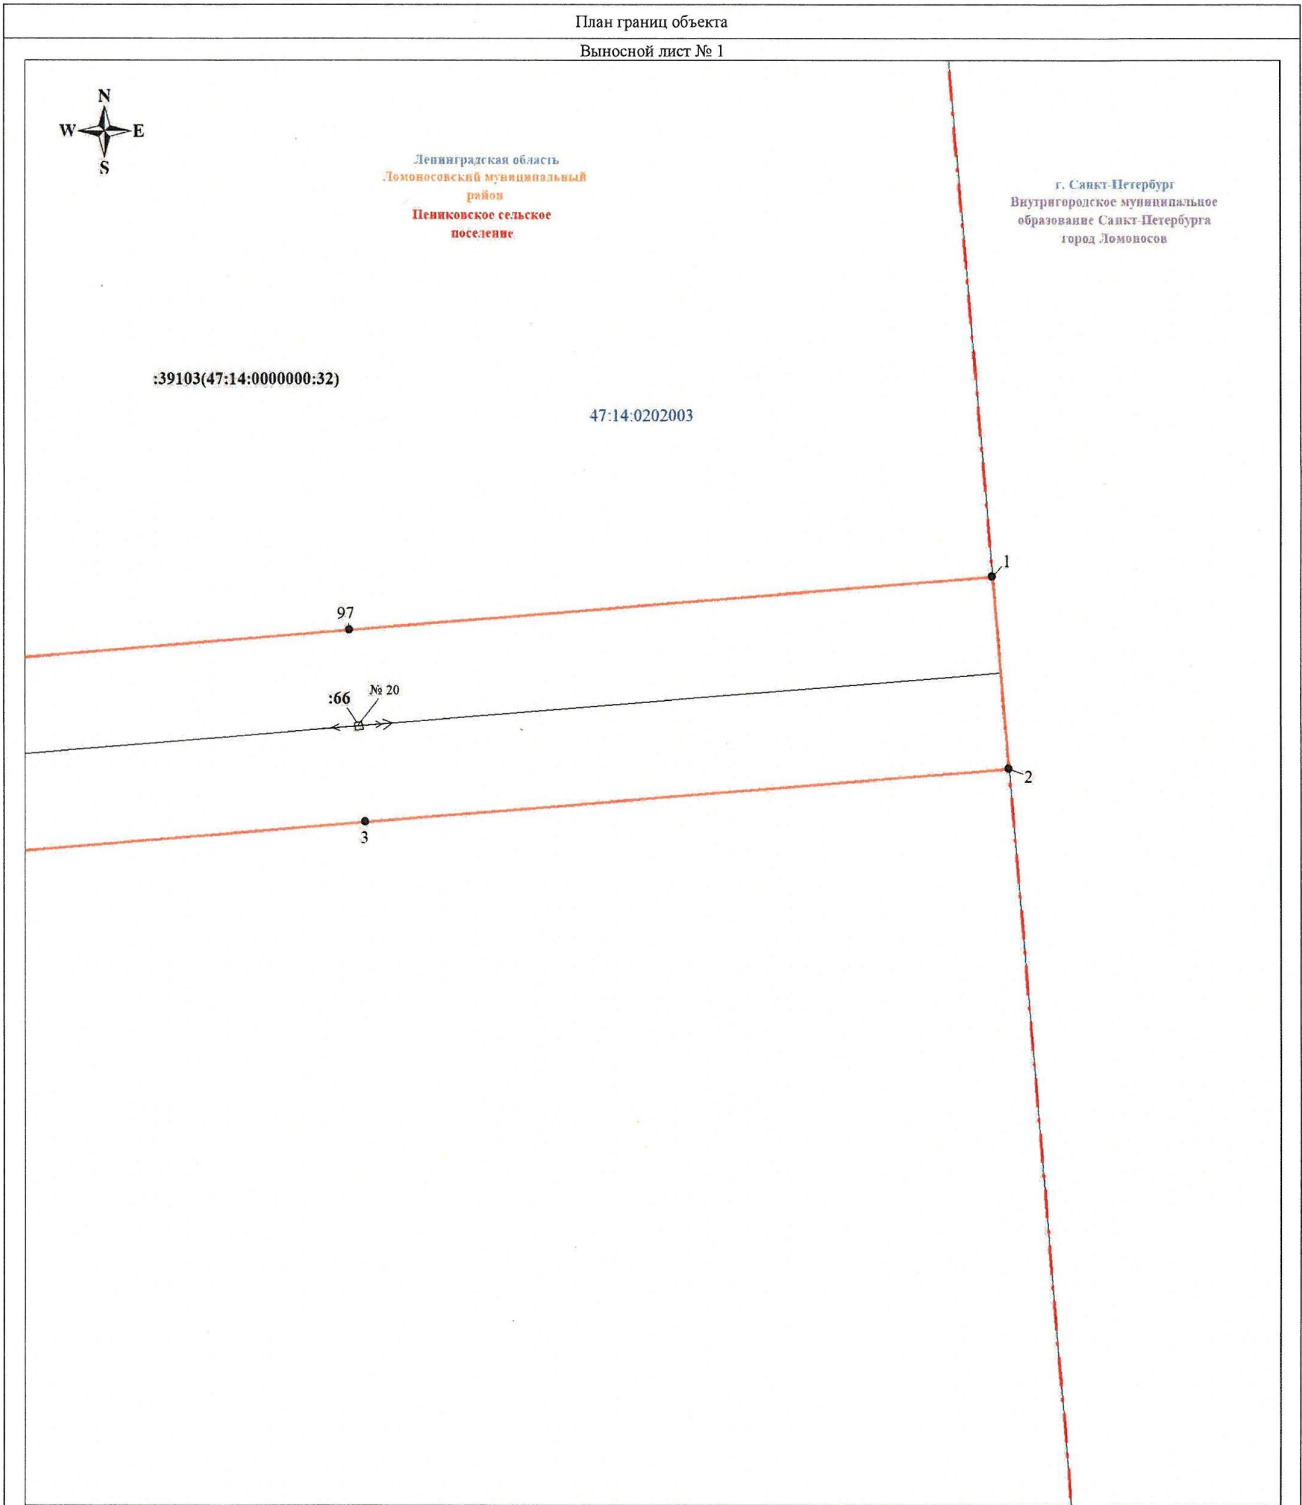 План границ объекта
Выносной лист № 1
N
W E
S
Ленинградская область
Ломоносовский муниципальный
район
Пениковское сельское
поселение
г. Санкт-Петербург
Внутригородское муниципальное
образование Санкт-Петербурга
город Ломоносов
:39103(47:14:0000000:32)
47:14:0202003
1
97
:66
№ 20
2
3